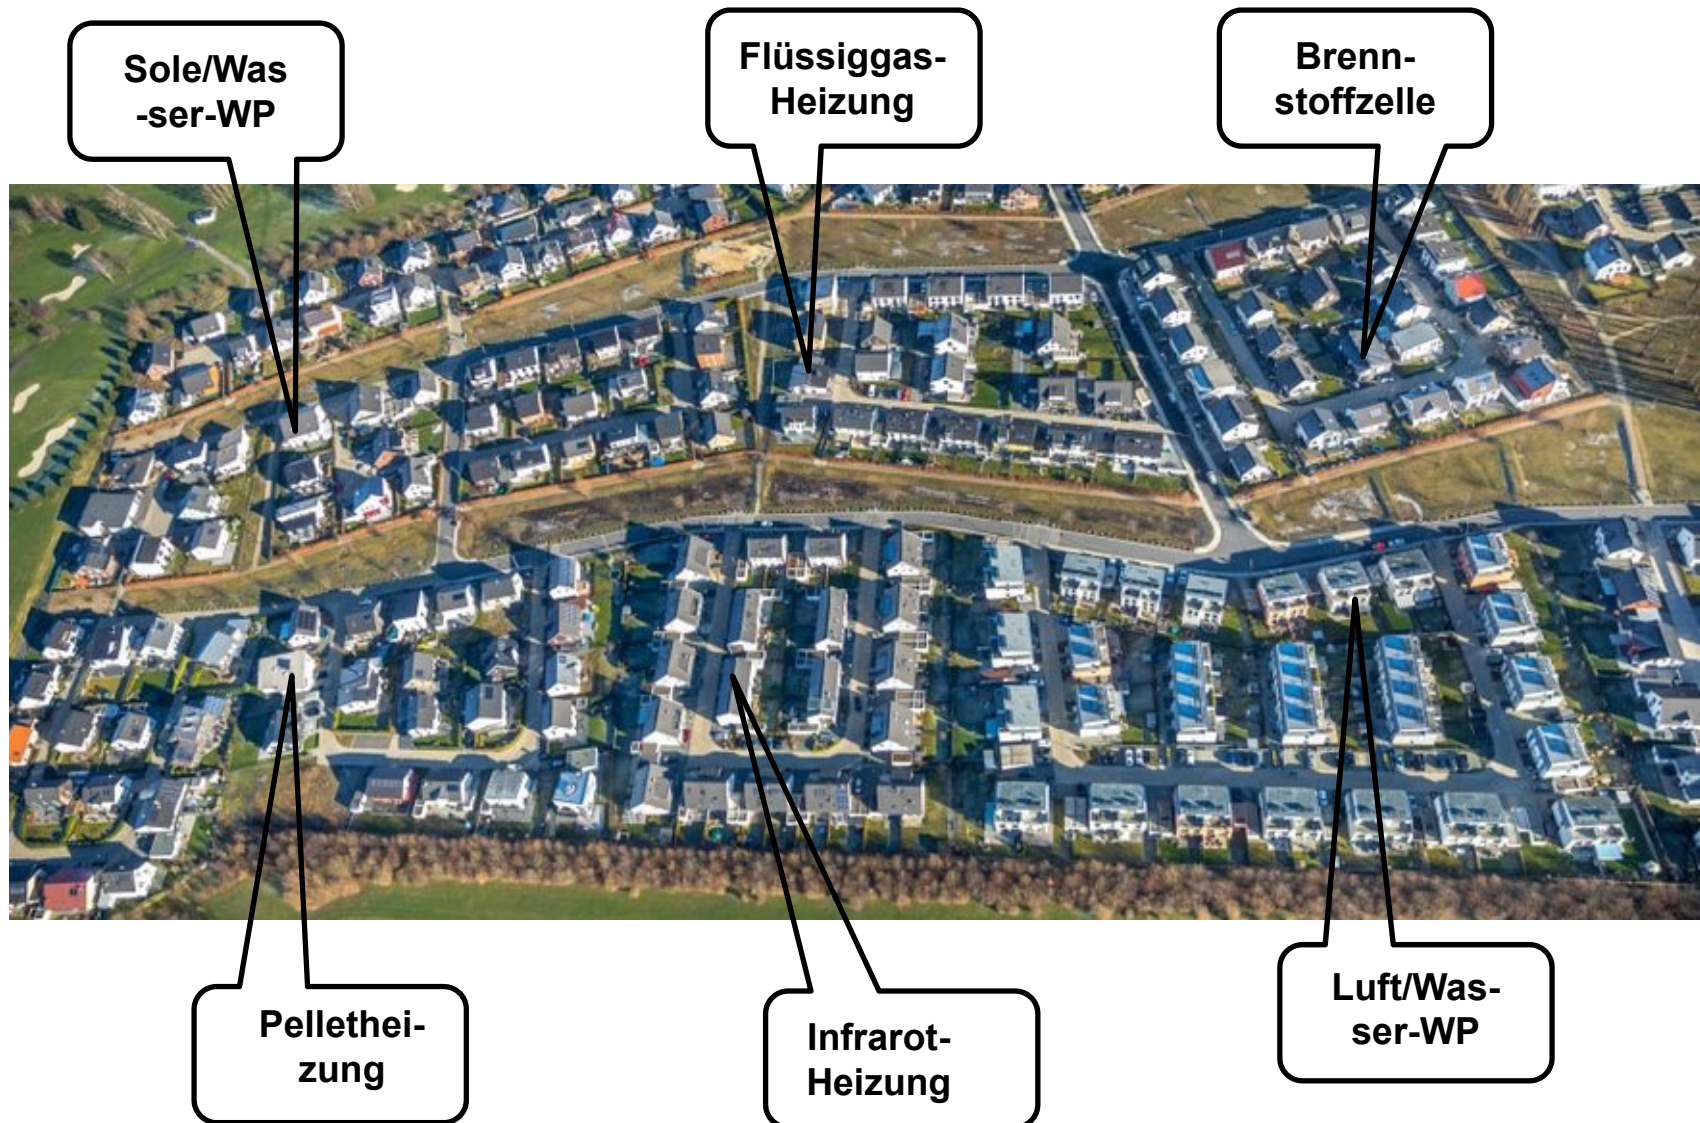 Sole/Was
-ser-WP
Flüssiggas-
Heizung
Brenn-
stoffzelle
Pellethei-
zung
Infrarot-
Heizung
Luft/Was-
ser-WP